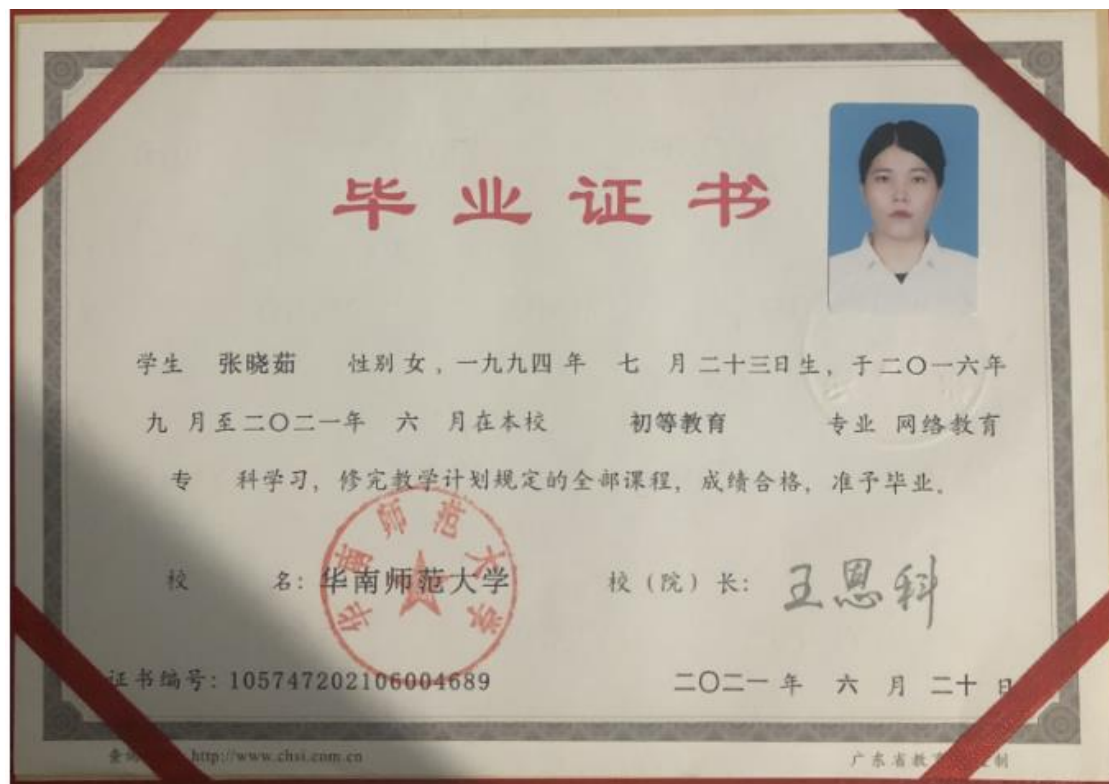 毕业证书
学生 张晓茹 性别 女，一九九四 年 七 月 二十三日生，于二〇一六年
九 月至二〇二一年 六 月在本校 初等教育 专业 网络教育
专 科学习，修完教学计划规定的全部课程，成绩合格，准予毕业。
华南师范大学
校 名：华南师范大学 校（院）长： 王恩科
证书编号：105747202106004689 二〇二一 年 六 月 二十 日
http://www.chsi.com.cn 广东省教 制